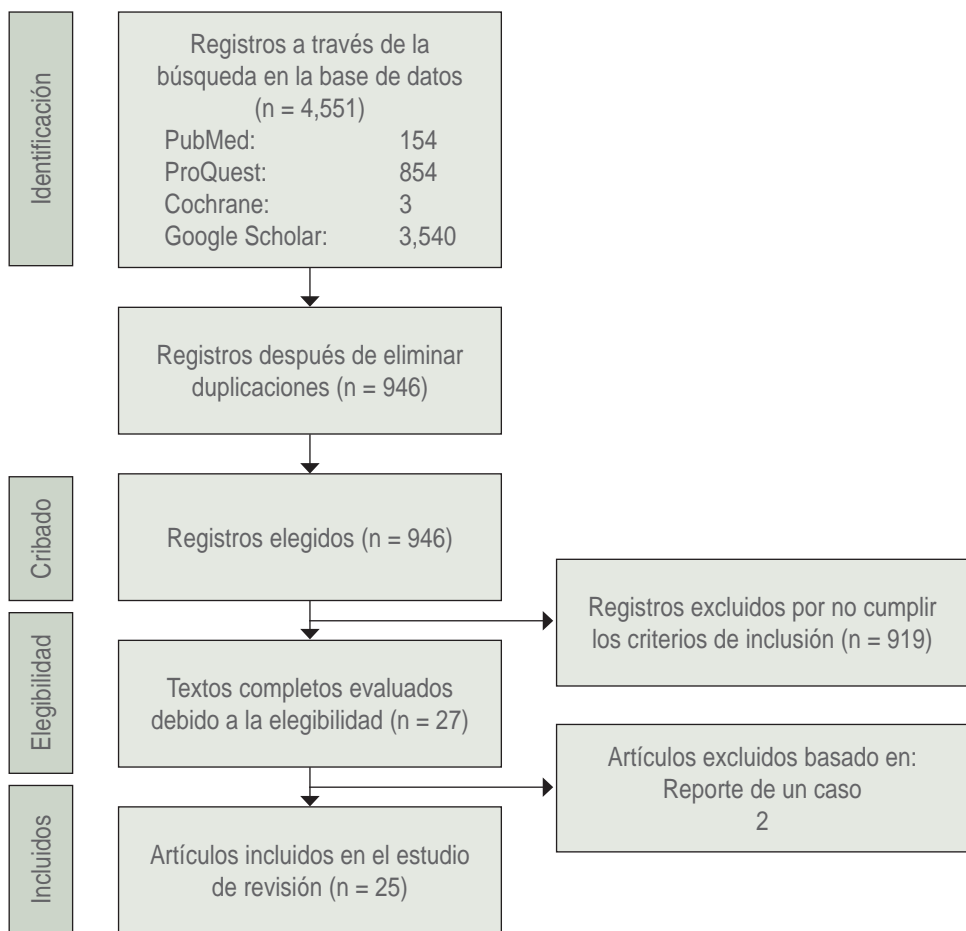 Identificación
Registros a través de la
búsqueda en la base de datos
(n = 4,551)
PubMed: 154
ProQuest: 854
Cochrane: 3
Google Scholar: 3,540
Registros después de eliminar
duplicaciones (n = 946)
Cribado
Registros elegidos (n = 946)
Registros excluidos por no cumplir
los criterios de inclusión (n = 919)
Elegibilidad
Textos completos evaluados
debido a la elegibilidad (n = 27)
Artículos excluidos basado en:
Reporte de un caso
2
Incluidos
Artículos incluidos en el estudio
de revisión (n = 25)